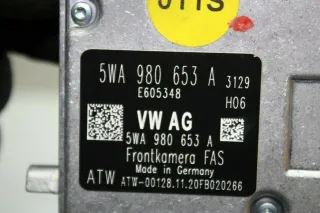 011S
5WA 980 653 A 3129
E605348 H06
VW AG
5WA 980 653 A
Frontkamera FAS
Made in Germany
ATW ATW-00128.11.20FB020266